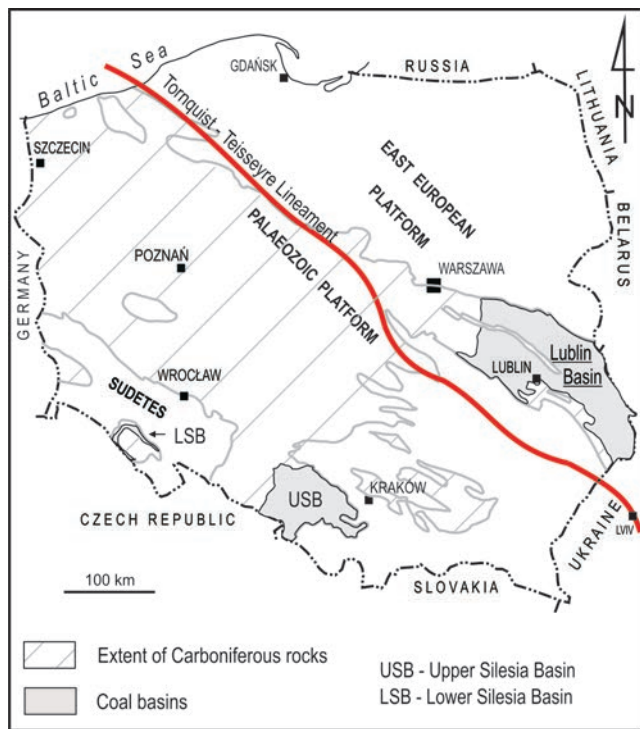 Baltic Sea
GDAŃSK
RUSSIA
LITHUANIA
N
SZCZECIN
Tornquist - Teisseyre Lineament
EAST EUROPEAN
PLATFORM
BELARUS
PALAEOZOIC PLATFORM
POZNAŃ
WARSZAWA
GERMANY
Lublin
Basin
LUBLIN
WROCŁAW
SUDETES
LSB
USB
KRAKÓW
CZECH REPUBLIC
UKRAINE
LVIV
SLOVAKIA
100 km
Extent of Carboniferous rocks
Coal basins
USB - Upper Silesia Basin
LSB - Lower Silesia Basin